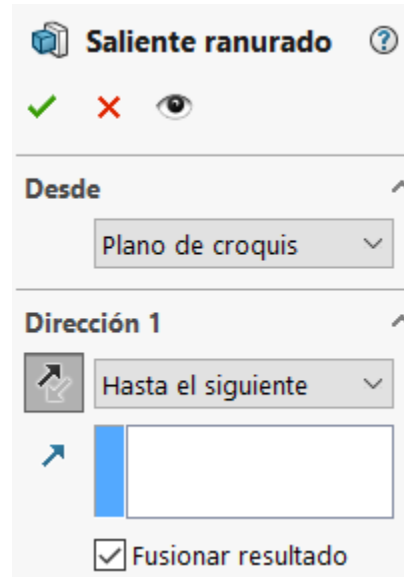 Saliente ranurado ?
Desde
Plano de croquis
Dirección 1
Hasta el siguiente
Fusionar resultado